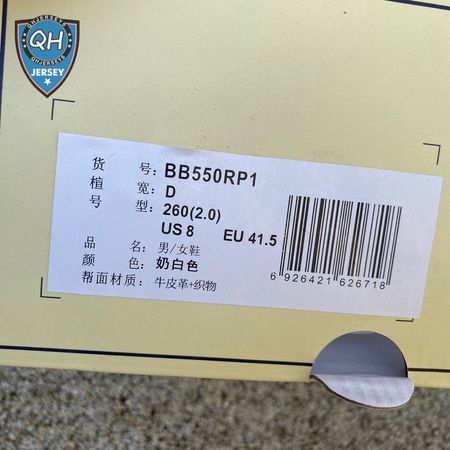 QHJERSEYS
QH
QHJERSEYS
JERSEY
货 号: BB550RP1
楦 宽: D
号 型: 260(2.0)
US 8 EU 41.5
品 名: 男/女鞋
颜 色: 奶白色
帮面材质: 牛皮革+织物
6 926421 626718